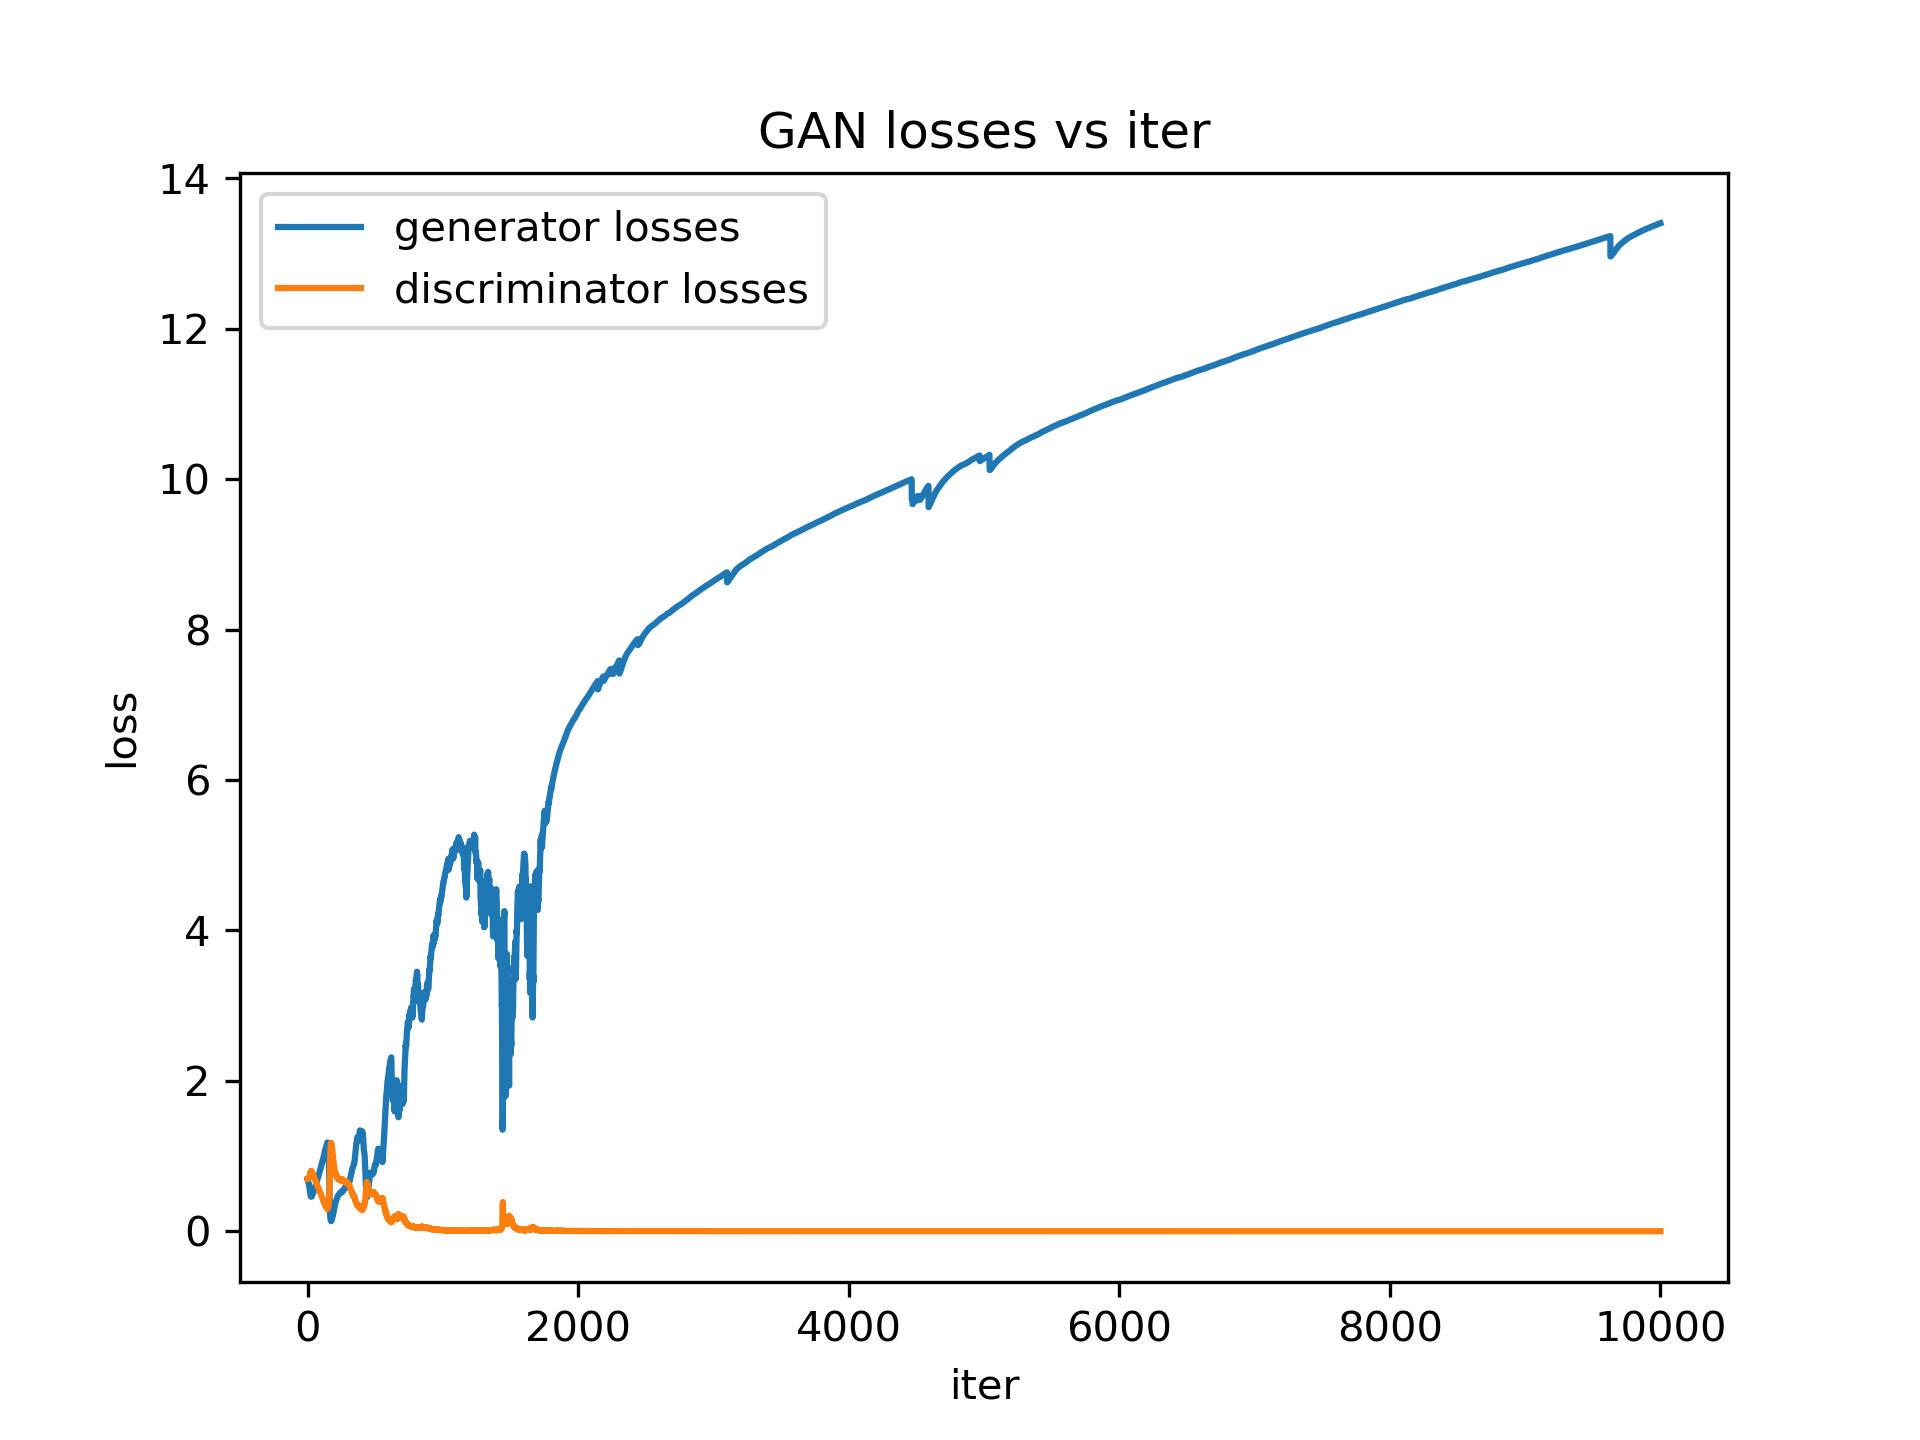 GAN losses vs iter
generator losses
discriminator losses
14
12
10
8
6
4
2
0
loss
0 2000 4000 6000 8000 10000
iter